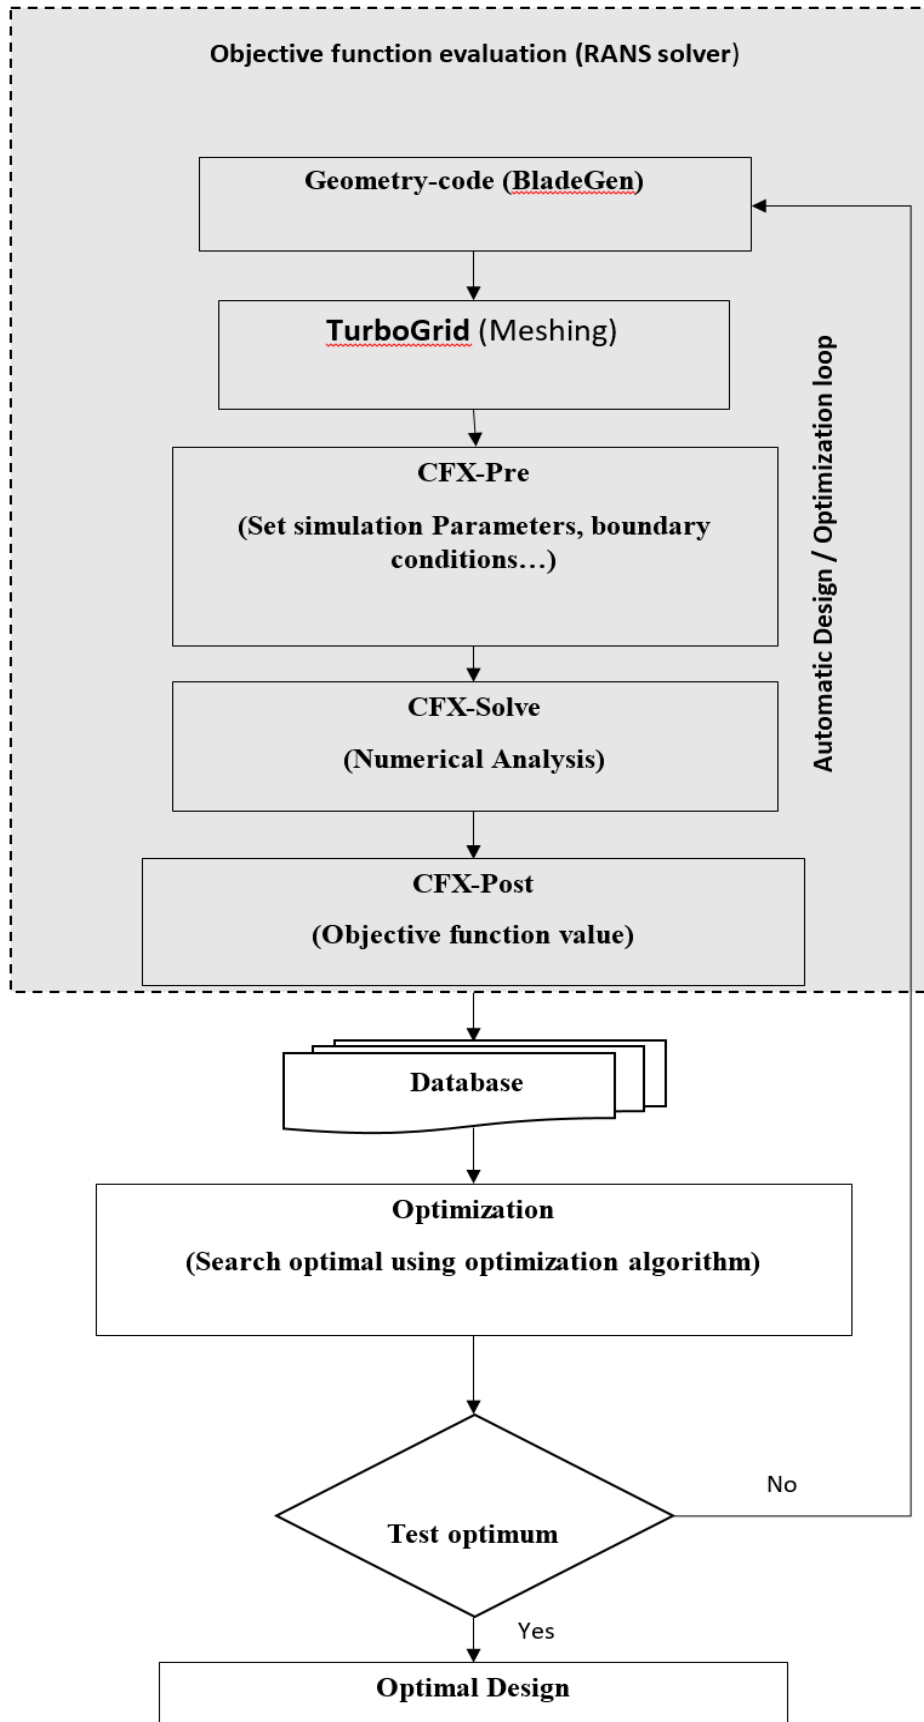 Objective function evaluation (RANS solver)
Geometry-code (BladeGen)
TurboGrid (Meshing)
CFX-Pre
(Set simulation Parameters, boundary
conditions…)
CFX-Solve
(Numerical Analysis)
CFX-Post
(Objective function value)
Automatic Design / Optimization loop
Database
Optimization
(Search optimal using optimization algorithm)
Test optimum
No
Yes
Optimal Design